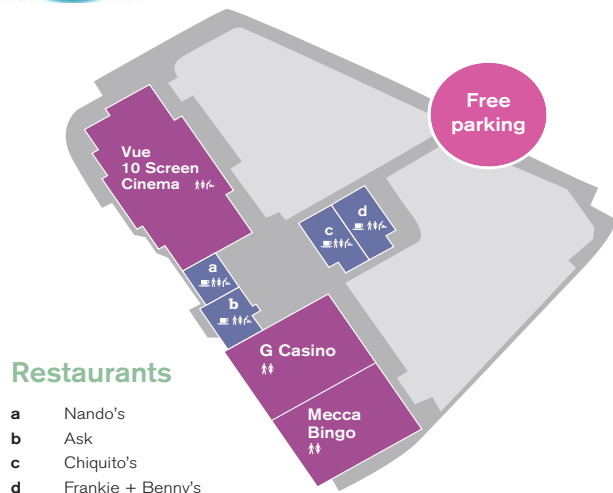 Free
parking
Vue
10 Screen
Cinema
d
c
a
b
G Casino
Mecca
Bingo
Restaurants
a Nando's
b Ask
c Chiquito's
d Frankie + Benny's